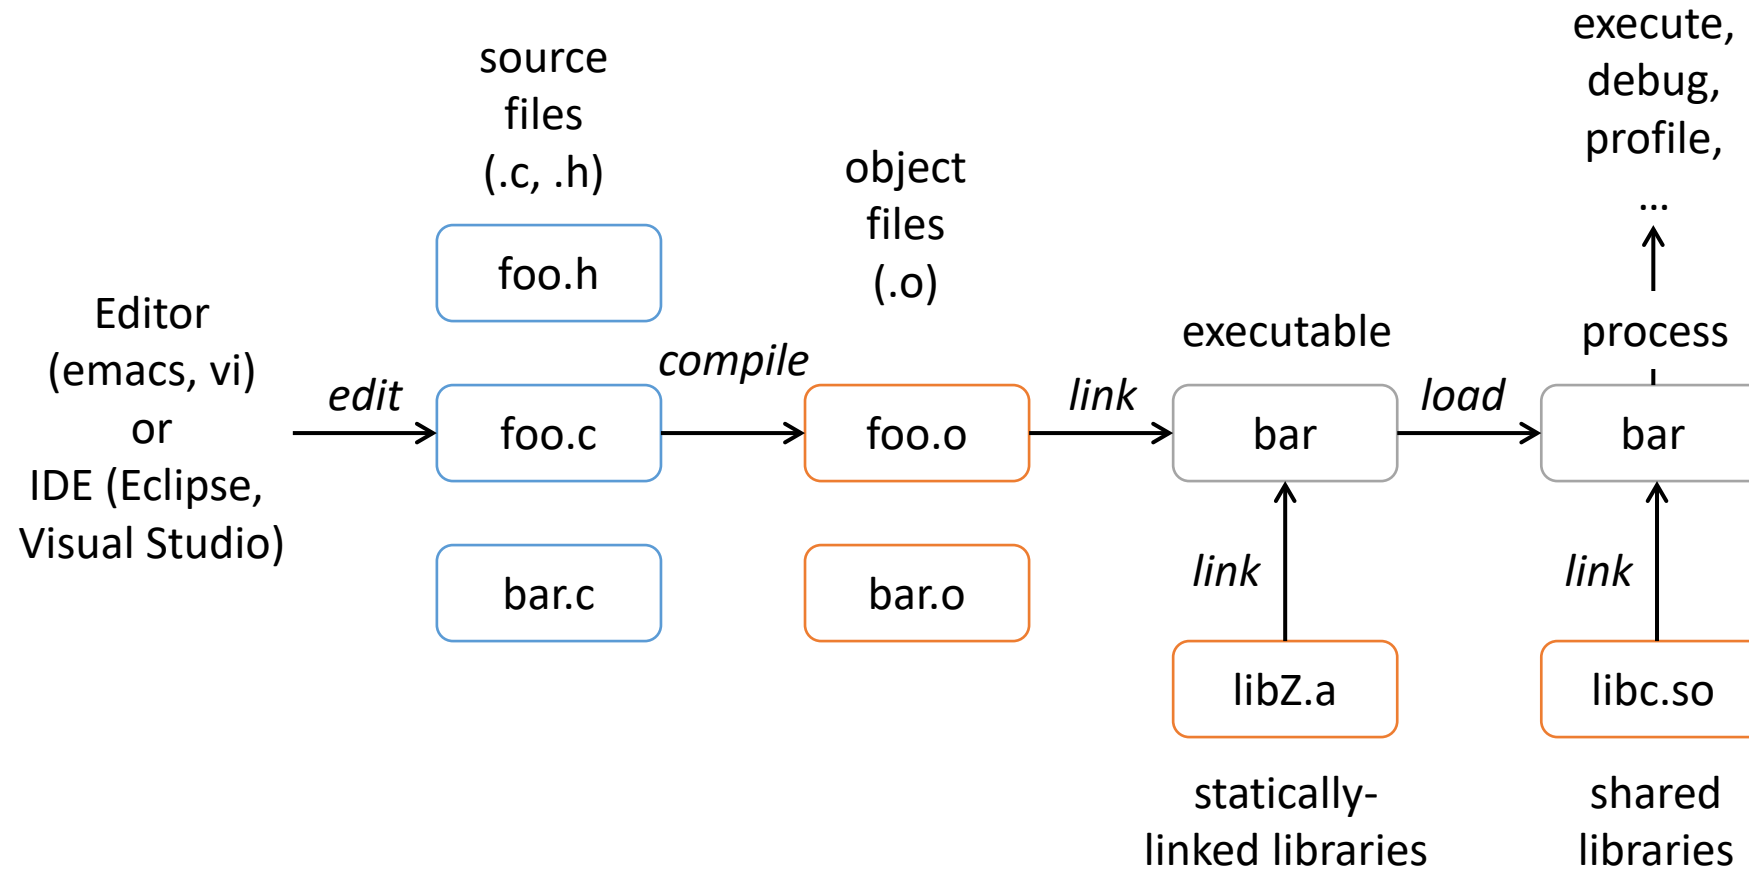 Editor
(emacs, vi)
or
IDE (Eclipse,
Visual Studio)
edit
source
files
(.c, .h)
foo.h
foo.c
bar.c
compile
object
files
(.o)
foo.o
bar.o
link
executable
bar
link
libZ.a
statically-
linked libraries
load
execute,
debug,
profile,
...
process
bar
link
libc.so
shared
libraries